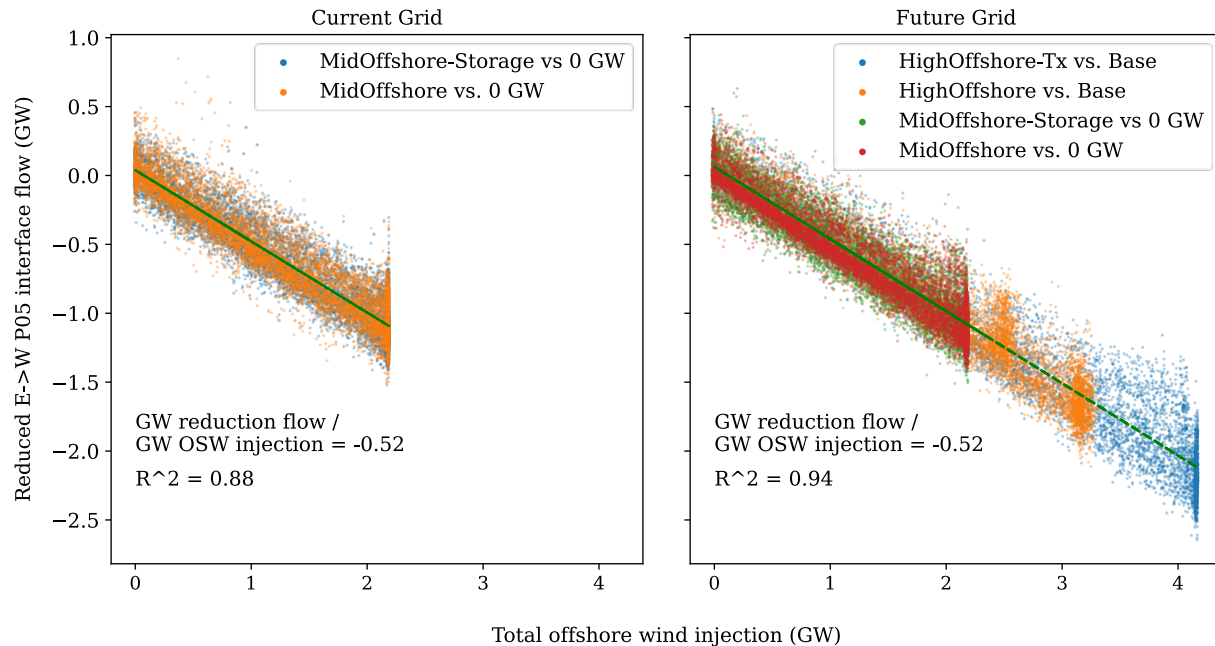 Current Grid
Future Grid
Reduced E->W P05 interface flow (GW)
1.0
0.5
0.0
−0.5
−1.0
−1.5
−2.0
−2.5
MidOffshore-Storage vs 0 GW
MidOffshore vs. 0 GW
GW reduction flow /
GW OSW injection = -0.52
R^2 = 0.88
0 1 2 3 4
HighOffshore-Tx vs. Base
HighOffshore vs. Base
MidOffshore-Storage vs 0 GW
MidOffshore vs. 0 GW
GW reduction flow /
GW OSW injection = -0.52
R^2 = 0.94
0 1 2 3 4
Total offshore wind injection (GW)